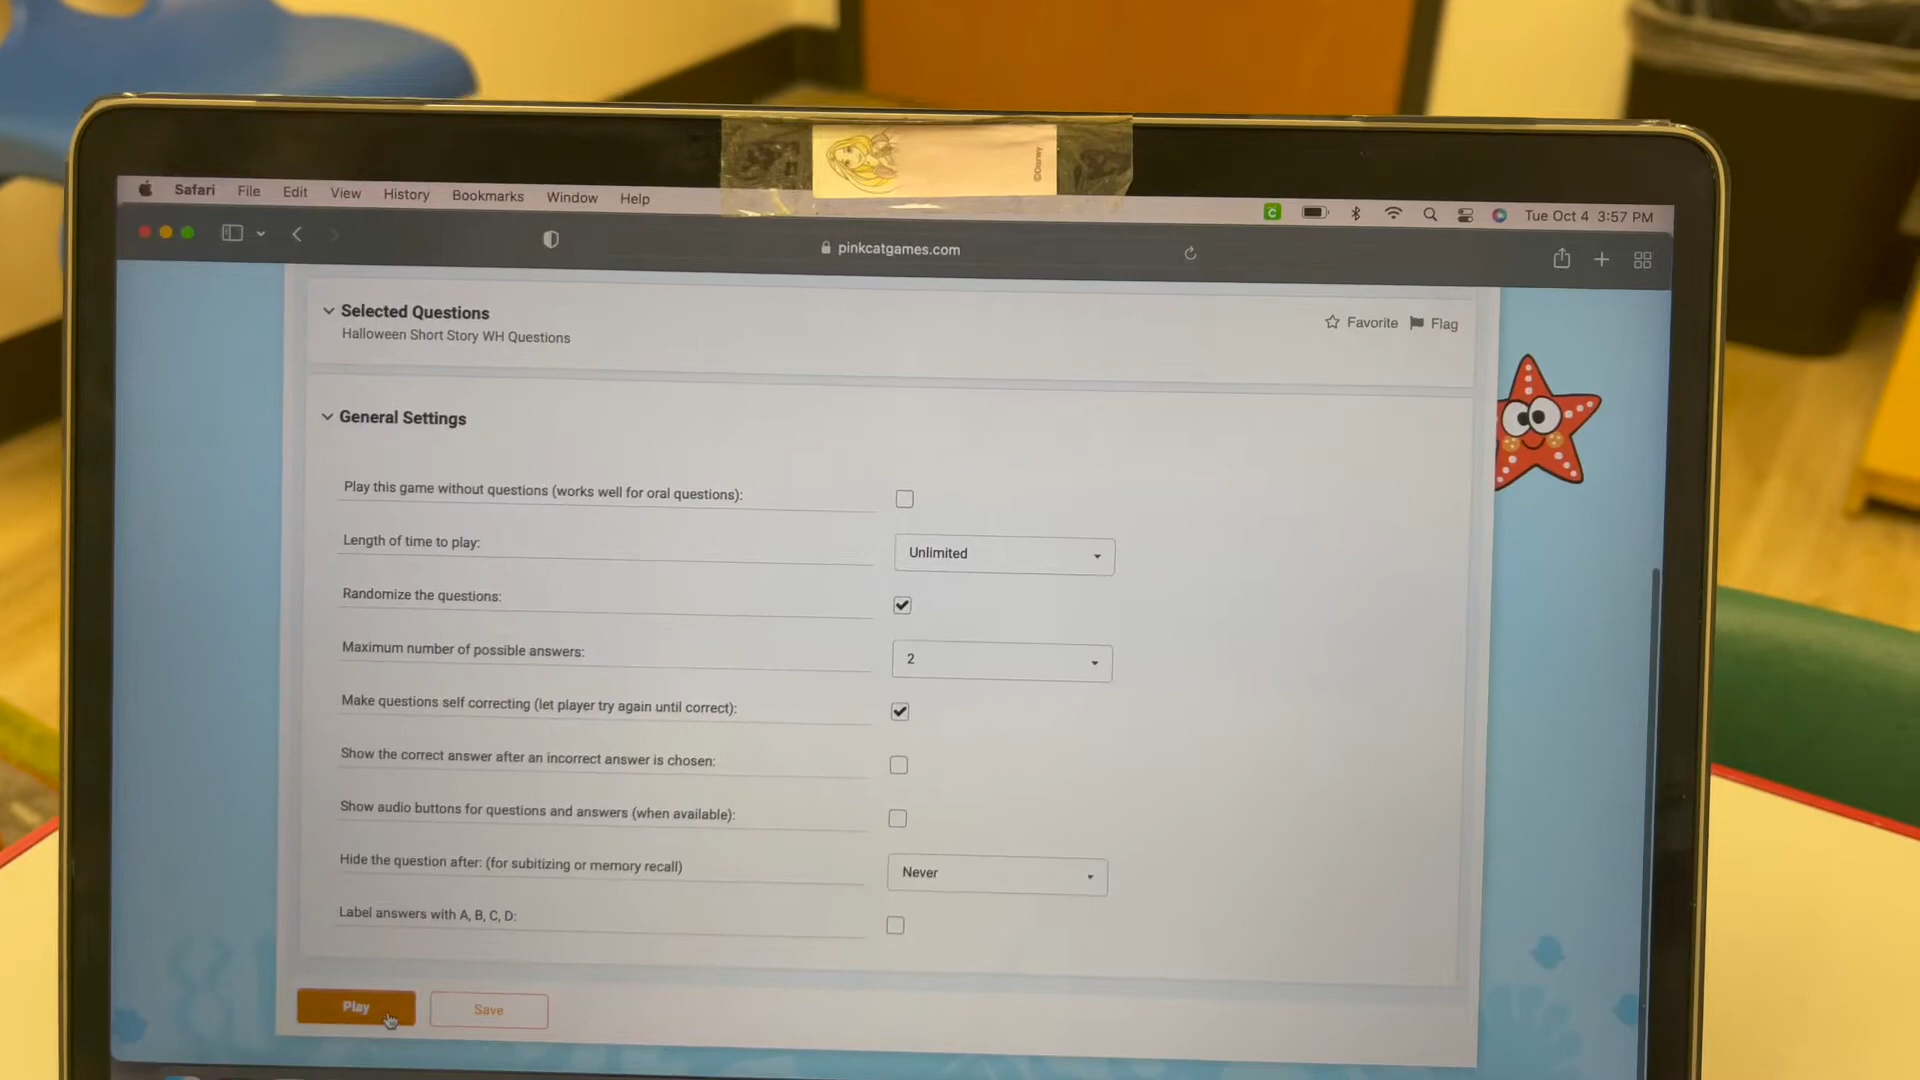 ©Disney
Safari File Edit View History Bookmarks Window Help
Tue Oct 4 3:57 PM
pinkcatgames.com
Selected Questions
Halloween Short Story WH Questions
Favorite Flag
General Settings
Play this game without questions (works well for oral questions):
Length of time to play: Unlimited
Randomize the questions:
Maximum number of possible answers: 2
Make questions self correcting (let player try again until correct):
Show the correct answer after an incorrect answer is chosen:
Show audio buttons for questions and answers (when available):
Hide the question after: (for subitizing or memory recall) Never
Label answers with A, B, C, D:
Play Save